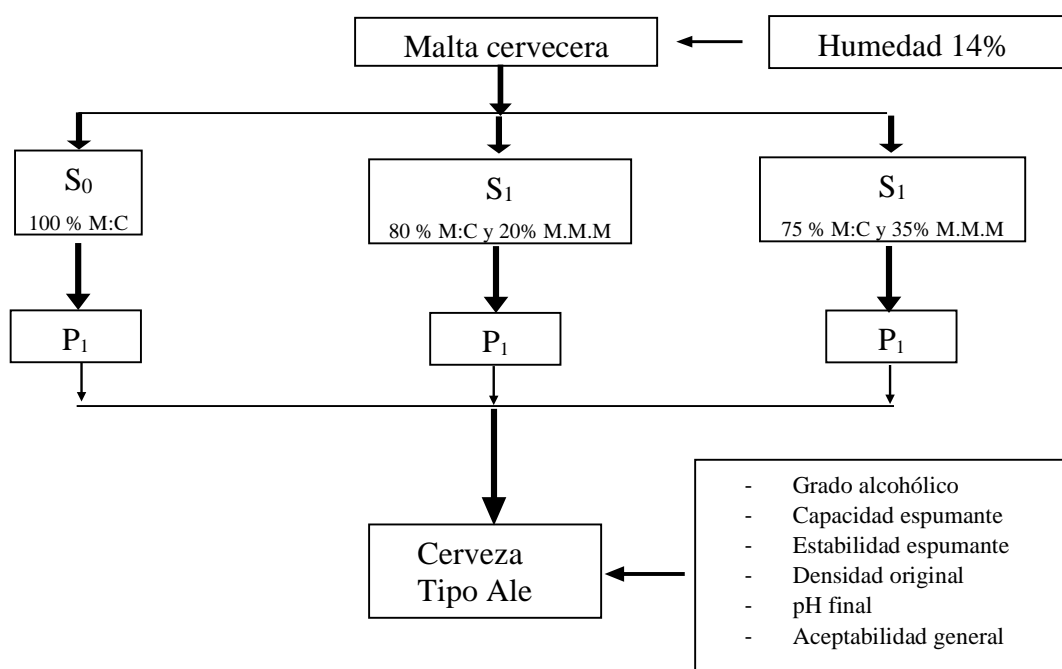 Malta cervecera
Humedad 14%
S₀
100 % M:C
S₁
80 % M:C y 20% M.M.M
S₁
75 % M:C y 35% M.M.M
P₁
P₁
P₁
Cerveza
Tipo Ale
- Grado alcohólico
- Capacidad espumante
- Estabilidad espumante
- Densidad original
- pH final
- Aceptabilidad general